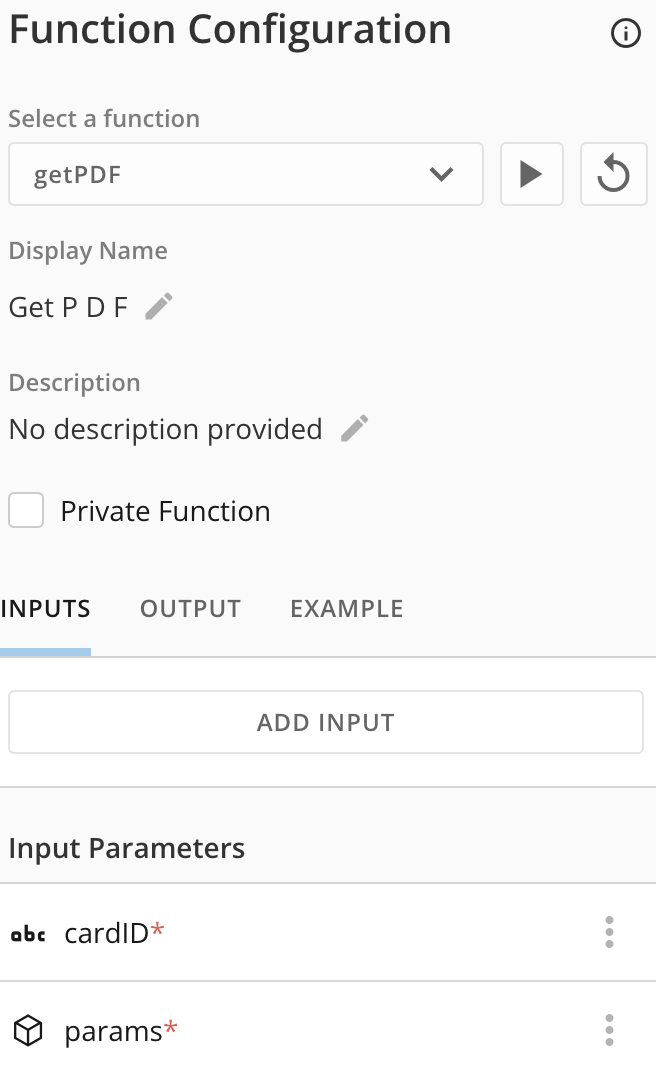 Function Configuration
Select a function
getPDF
Display Name
Get P D F
Description
No description provided
Private Function
INPUTS OUTPUT EXAMPLE
ADD INPUT
Input Parameters
abc cardID*
params*